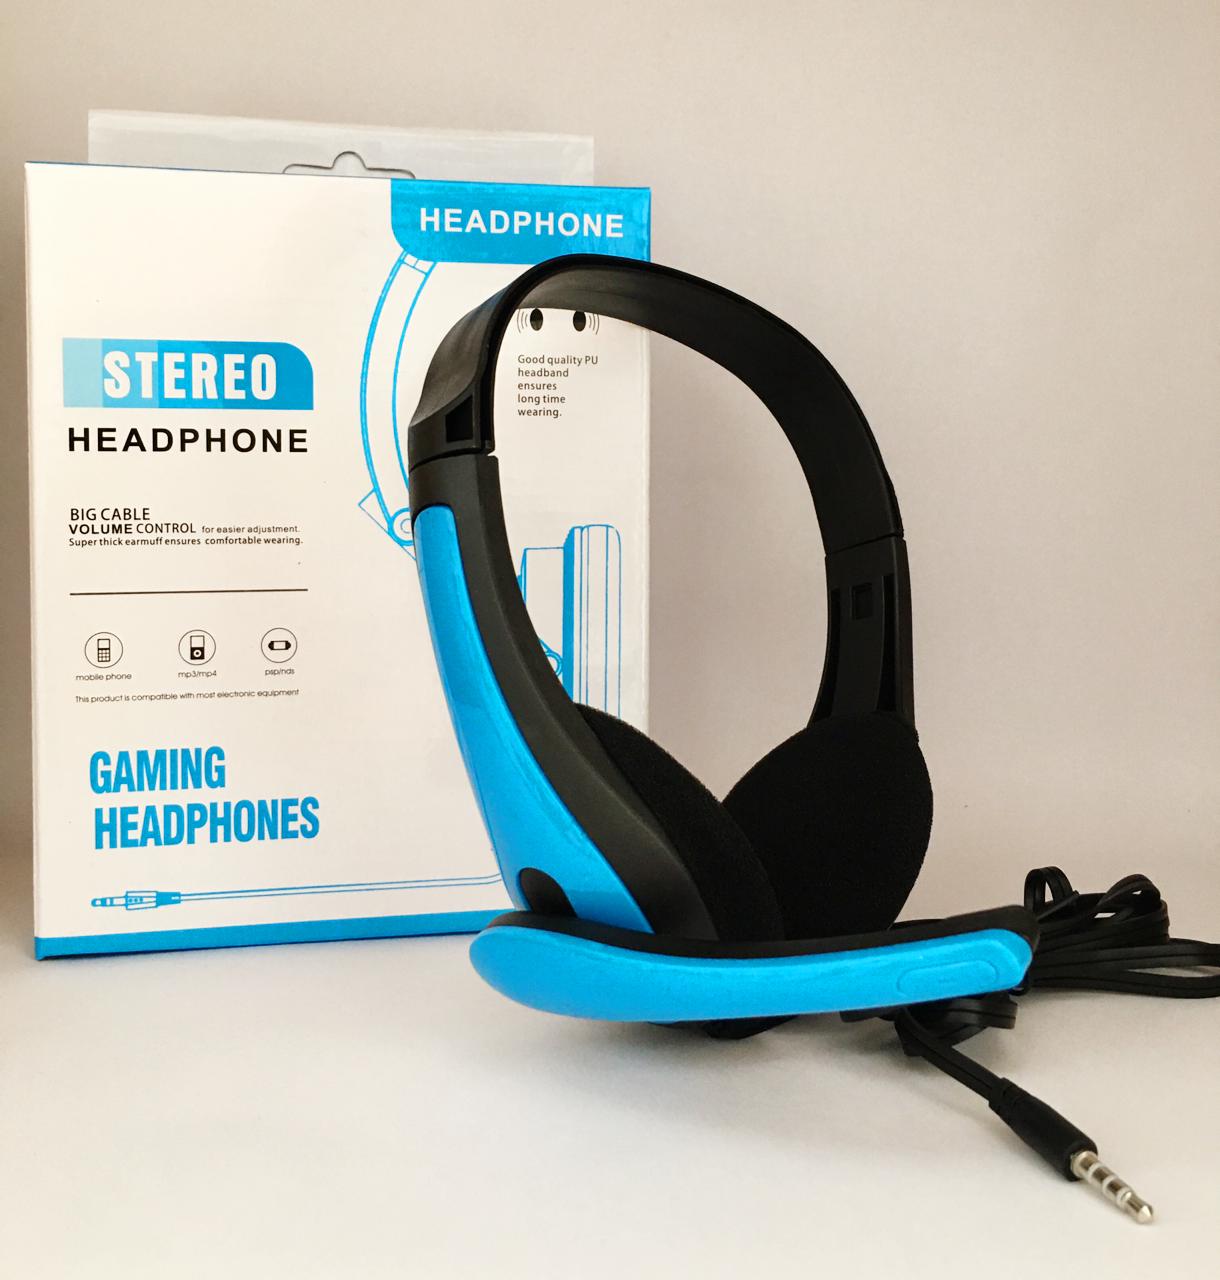 HEADPHONE
STEREO
HEADPHONE
Good quality PU
headband
ensures
long time
wearing.
BIG CABLE
VOLUME CONTROL for easier adjustment.
Super thick earmuff ensures comfortable wearing.
mobile phone
mp3/mp4
psp/nds
This product is compatible with most electronic equipment
GAMING
HEADPHONES